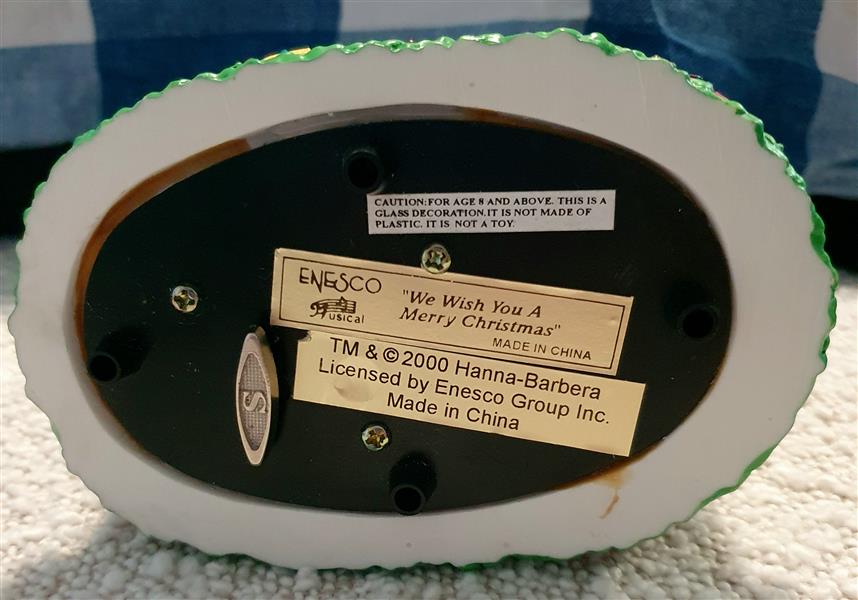 CAUTION:FOR AGE 8 AND ABOVE. THIS IS A
GLASS DECORATION.IT IS NOT MADE OF
PLASTIC. IT IS NOT A TOY.
ENESCO
Musical
"We Wish You A
Merry Christmas"
MADE IN CHINA
TM & © 2000 Hanna-Barbera
Licensed by Enesco Group Inc.
Made in China
S